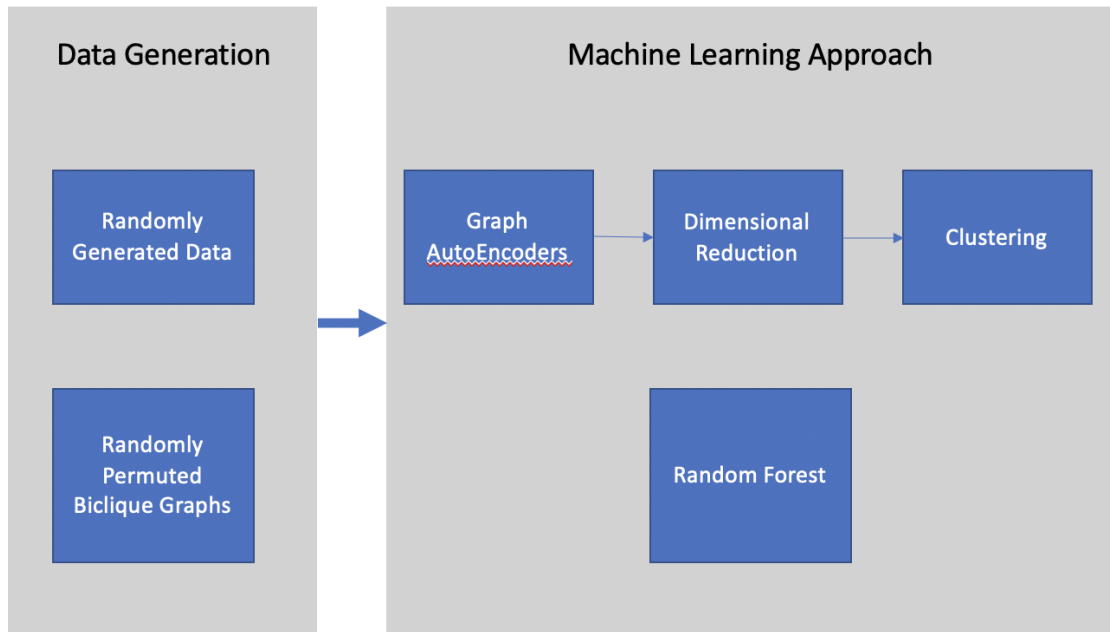 Data Generation
Machine Learning Approach
Randomly
Generated Data
Graph
AutoEncoders
Dimensional
Reduction
Clustering
Randomly
Permuted
Biclique Graphs
Random Forest